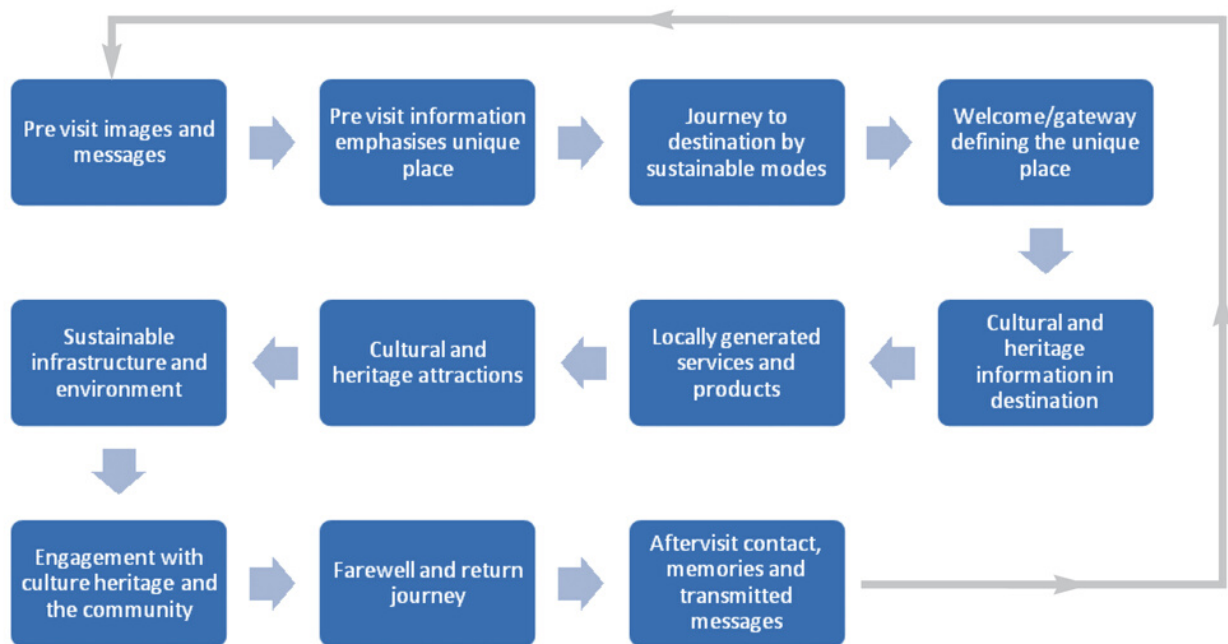 Pre visit images and
messages
Pre visit information
emphasises unique
place
Journey to
destination by
sustainable modes
Welcome/gateway
defining the unique
place
Cultural and
heritage
information in
destination
Locally generated
services and
products
Cultural and
heritage attractions
Sustainable
infrastructure and
environment
Engagement with
culture heritage and
the community
Farewell and return
journey
Aftervisit contact,
memories and
transmitted
messages